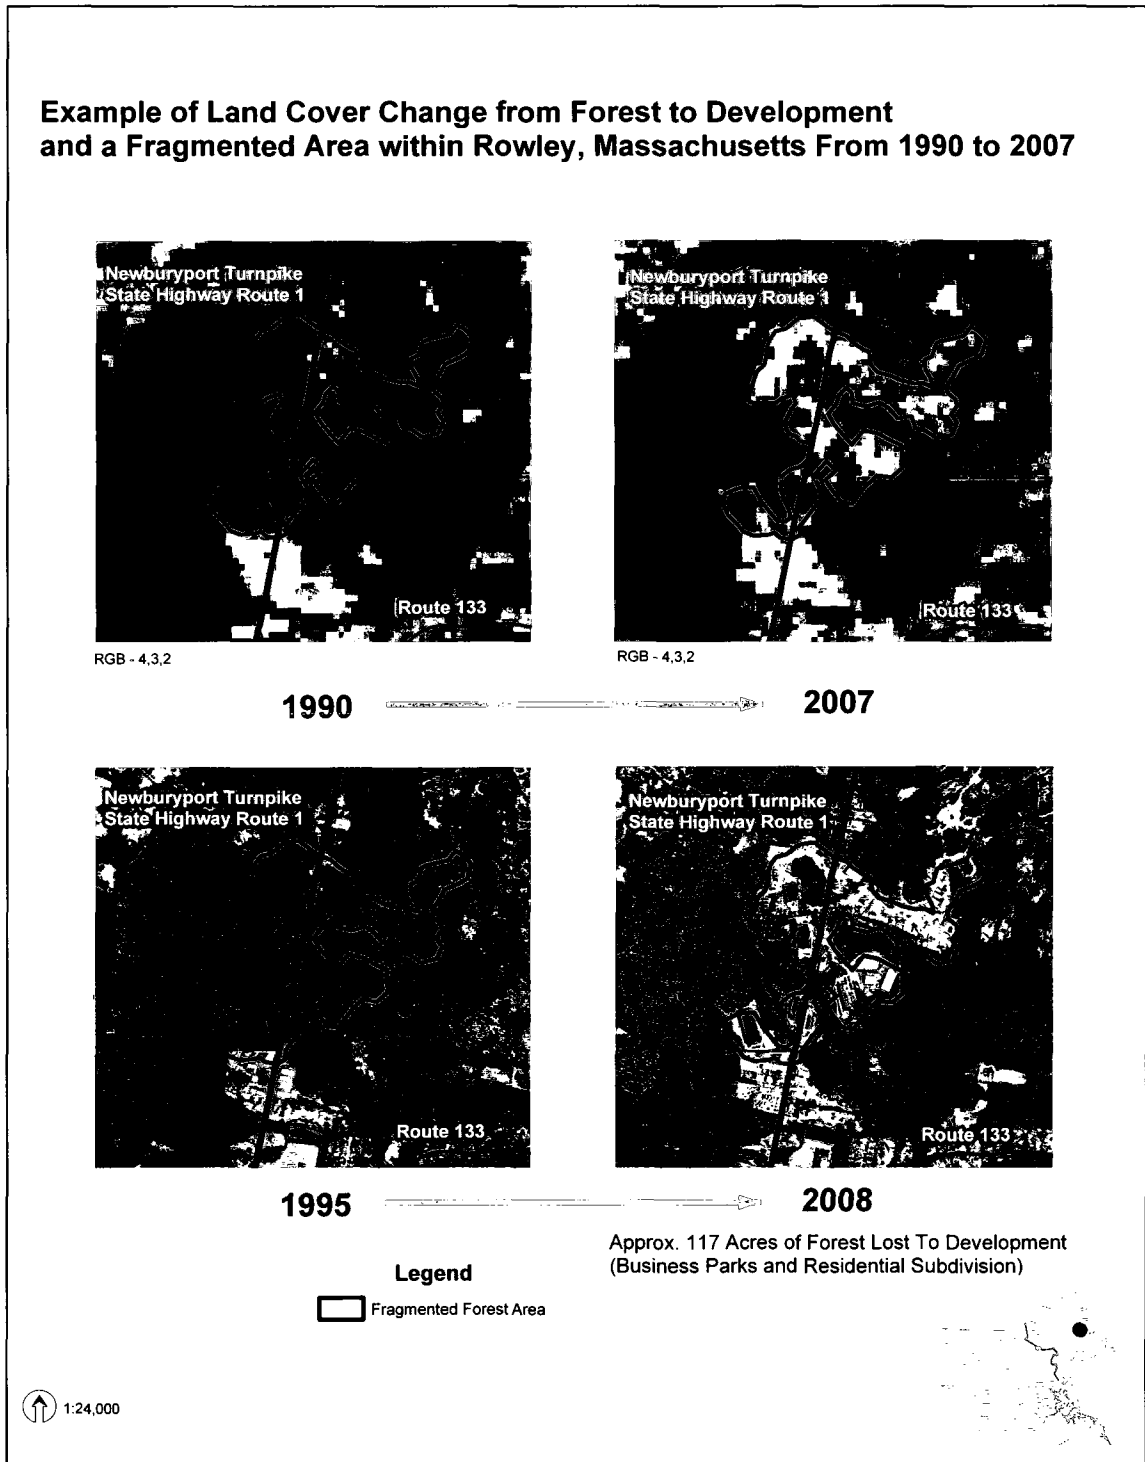 Example of Land Cover Change from Forest to Development
and a Fragmented Area within Rowley, Massachusetts From 1990 to 2007
Newburyport Turnpike
State Highway Route 1
Route 133
RGB - 4,3,2
Newburyport Turnpike
State Highway Route 1
Route 133
RGB - 4,3,2
1990
2007
Newburyport Turnpike
State Highway Route 1
Route 133
Newburyport Turnpike
State Highway Route 1
Route 133
1995
2008
Approx. 117 Acres of Forest Lost To Development
(Business Parks and Residential Subdivision)
Legend
Fragmented Forest Area
1:24,000